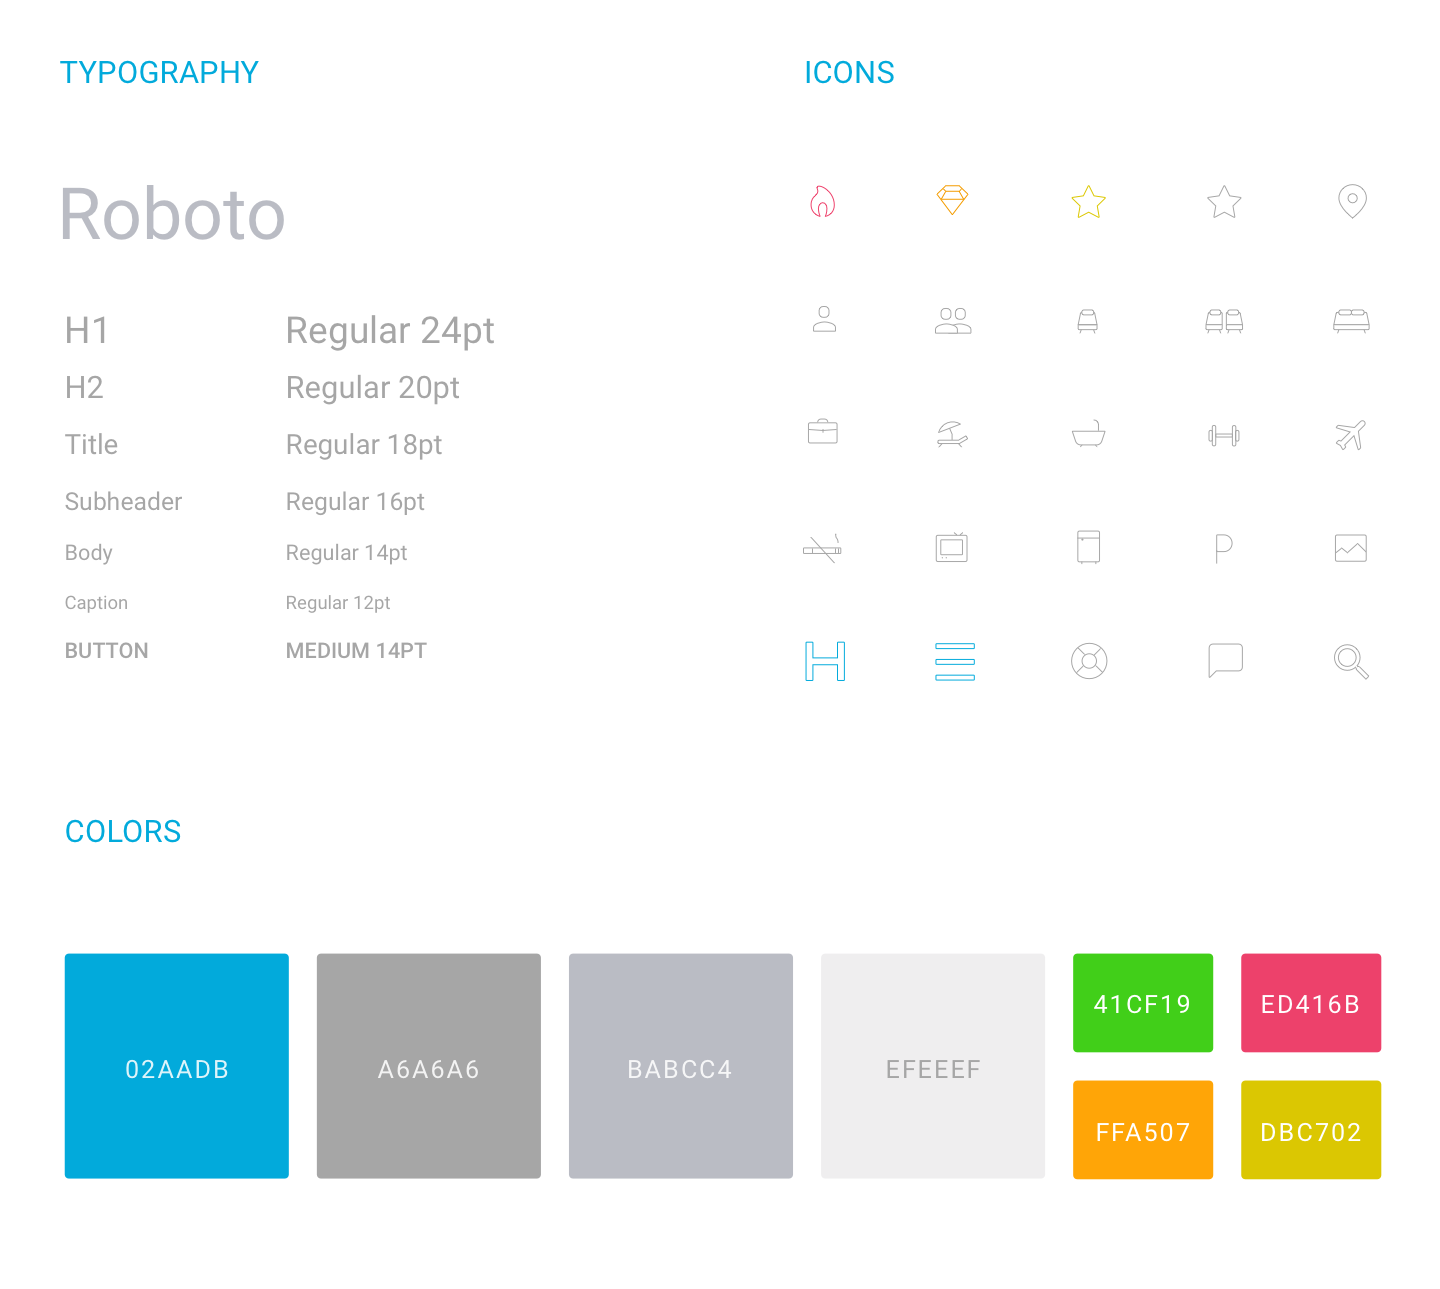 TYPOGRAPHY
ICONS
Roboto
H1 Regular 24pt
H2 Regular 20pt
Title Regular 18pt
Subheader Regular 16pt
Body Regular 14pt
Caption Regular 12pt
BUTTON MEDIUM 14PT
COLORS
02AADB
A6A6A6
BABCC4
EFEEEF
41CF19
ED416B
FFA507
DBC702